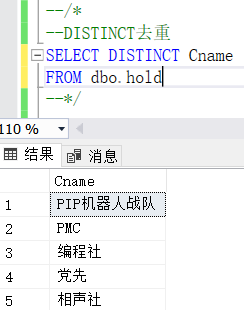 --/*
--DISTINCT去重
SELECT DISTINCT Cname
FROM dbo.hold
--*/
110 %
结果 消息
Cname
1 PIP机器人战队
2 PMC
3 编程社
4 党先
5 相声社